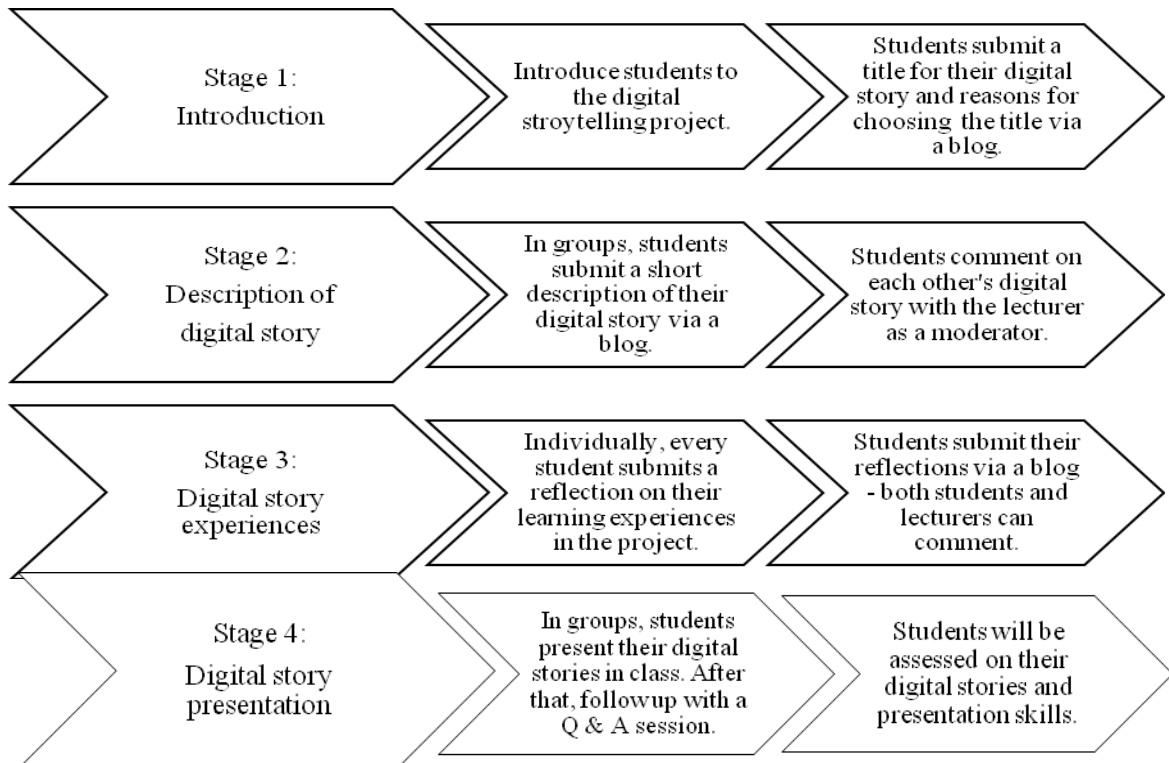 Stage 1:
Introduction
Introduce students to
the digital
stroytelling project.
Students submit a
title for their digital
story and reasons for
choosing the title via
a blog.
Stage 2:
Description of
digital story
In groups, students
submit a short
description of their
digital story via a
blog.
Students comment on
each other's digital
story with the lecturer
as a moderator.
Stage 3:
Digital story
experiences
Individually, every
student submits a
reflection on their
learning experiences
in the project.
Students submit their
reflections via a blog
- both students and
lecturers can
comment.
Stage 4:
Digital story
presentation
In groups, students
present their digital
stories in class. After
that, followup with a
Q & A session.
Students will be
assessed on their
digital stories and
presentation skills.